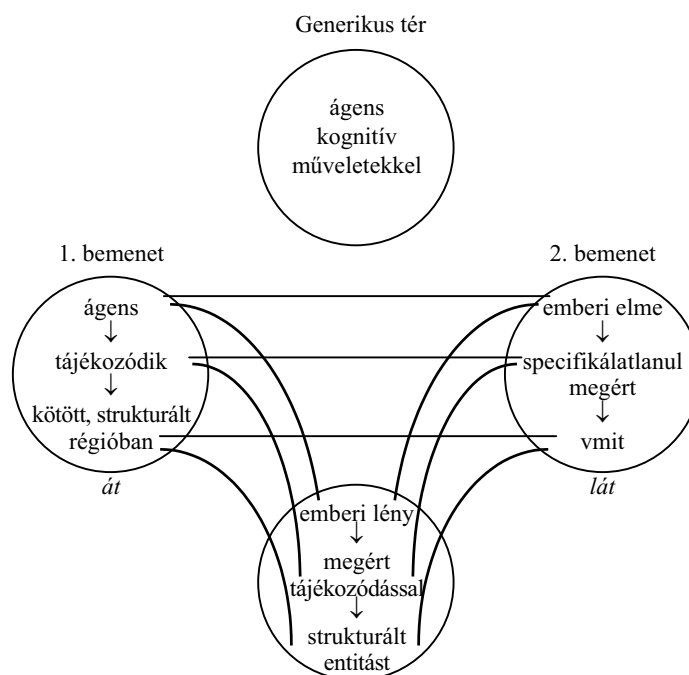 Generikus tér
ágens
kognitív
műveletekkel
1. bemenet
ágens
↓
tájékozódik
↓
kötött, strukturált
régióban
át
2. bemenet
emberi elme
↓
specifikálatlanul
megért
↓
vmit
lát
emberi lény
↓
megért
tájékozódással
↓
strukturált
entitást